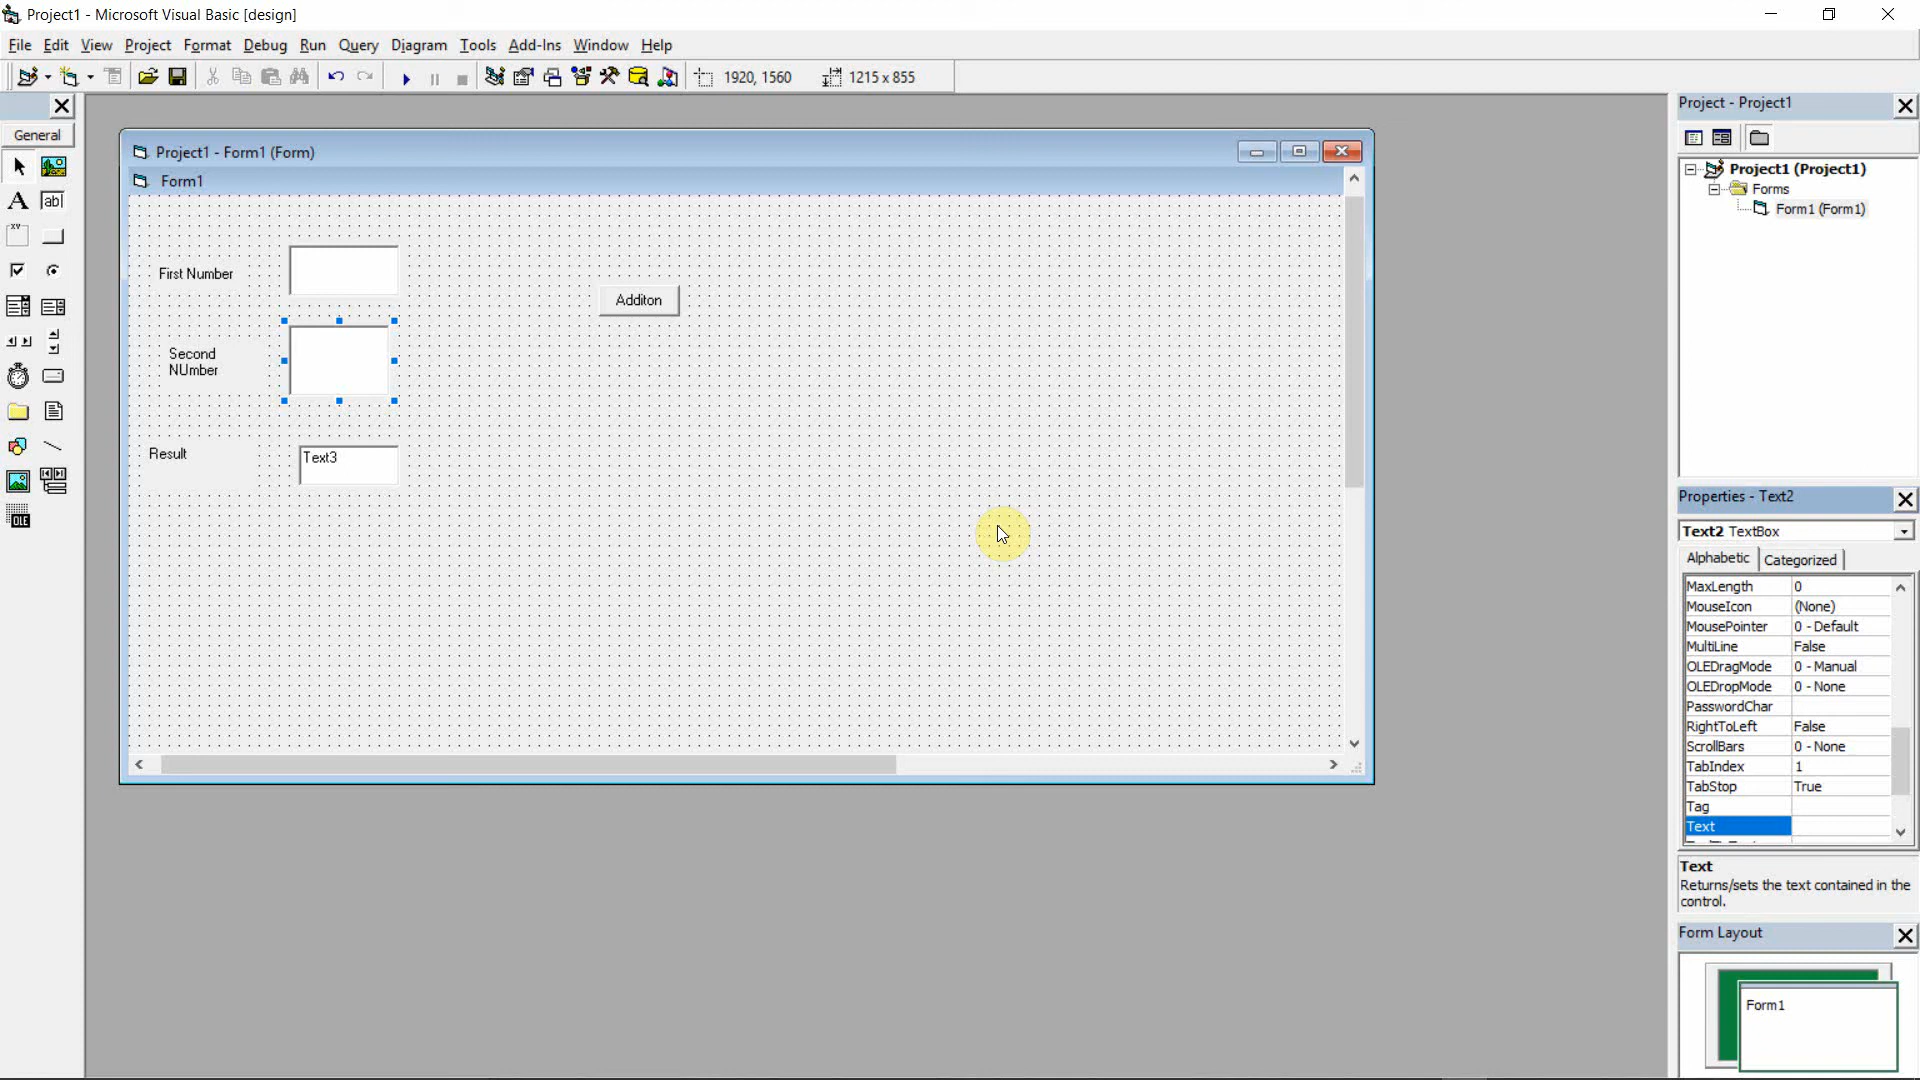 Project1 - Microsoft Visual Basic [design]
File Edit View Project Format Debug Run Query Diagram Tools Add-Ins Window Help
1920, 1560 1215 x 855
General
A
ab
xv
OLE
Project1 - Form1 (Form)
Form1
First Number
Additon
Second
NUmber
Result
Text3
Project - Project1
Project1 (Project1)
Forms
Form1 (Form1)
Properties - Text2
Text2 TextBox
Alphabetic Categorized
MaxLength 0
MouseIcon (None)
MousePointer 0 - Default
MultiLine False
OLEDragMode 0 - Manual
OLEDropMode 0 - None
PasswordChar
RightToLeft False
ScrollBars 0 - None
TabIndex 1
TabStop True
Tag
Text
Text
Returns/sets the text contained in the
control.
Form Layout
Form1